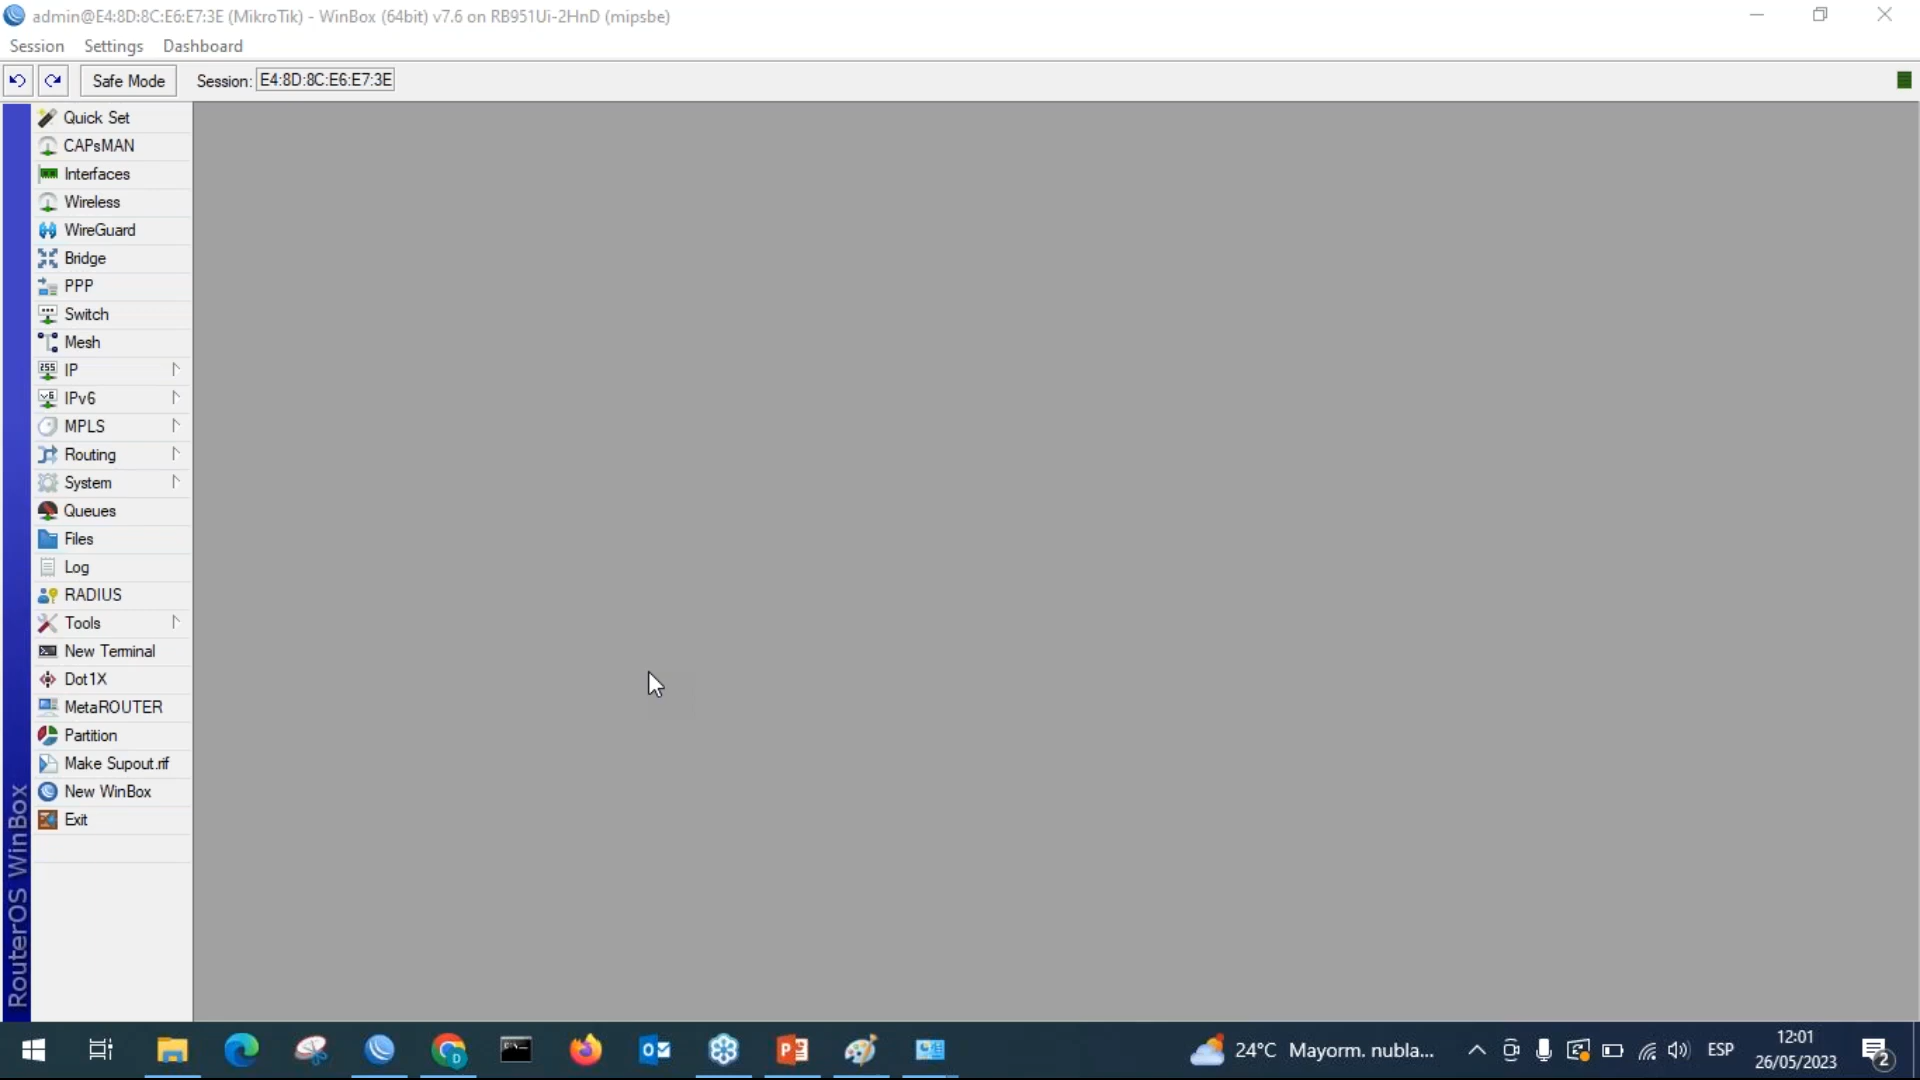 admin@E4:8D:8C:E6:E7:3E (MikroTik) - WinBox (64bit) v7.6 on RB951Ui-2HnD (mipsbe)
Session Settings Dashboard
Safe Mode Session: E4:8D:8C:E6:E7:3E
Quick Set
CAPsMAN
Interfaces
Wireless
WireGuard
Bridge
PPP
Switch
Mesh
IP
IPv6
MPLS
Routing
System
Queues
Files
Log
RADIUS
Tools
New Terminal
Dot1X
MetaROUTER
Partition
Make Supout.rif
New WinBox
Exit
RouterOS WinBox
24°C Mayorm. nubla... ESP 12:01
26/05/2023 2